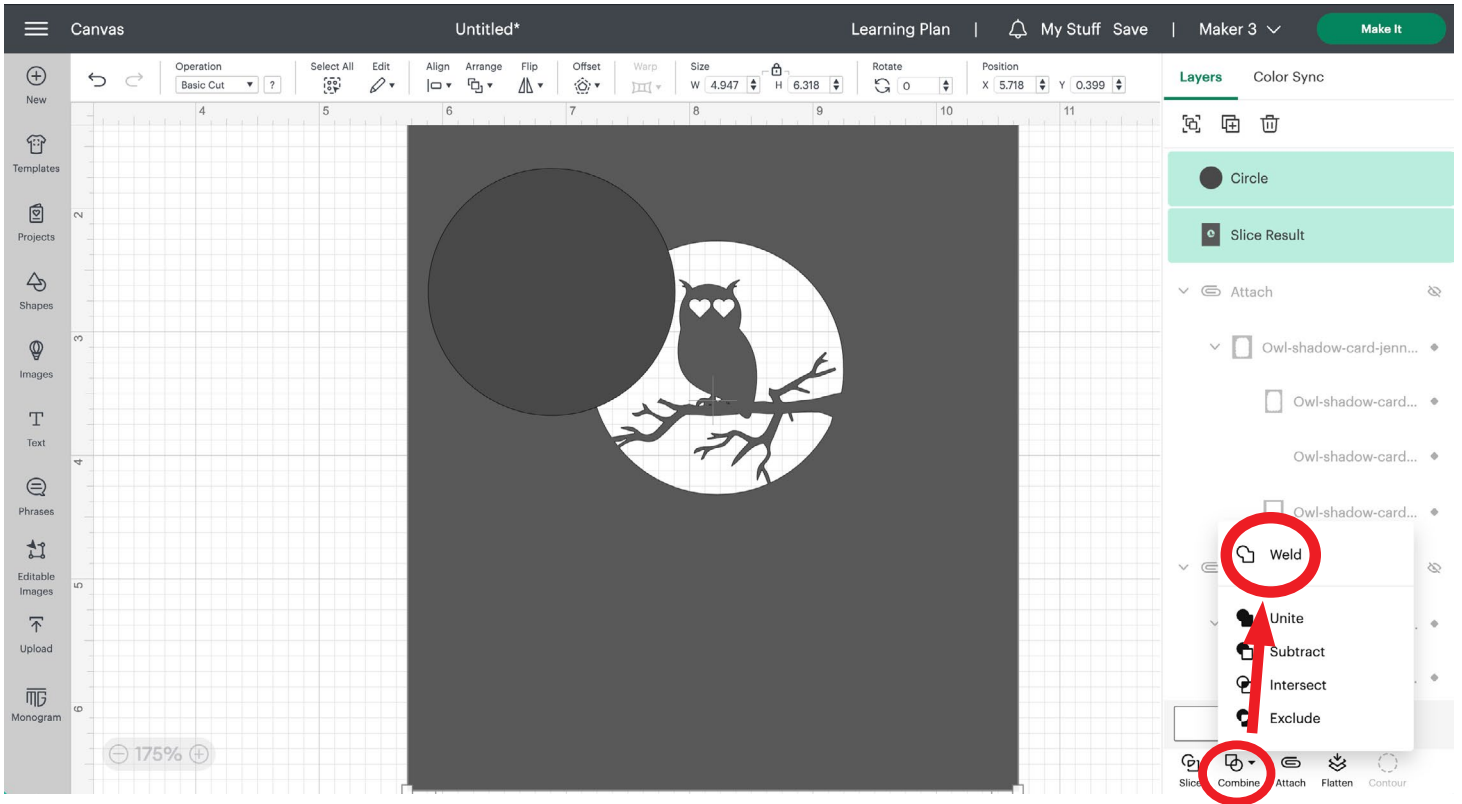 Canvas
Untitled*
Learning Plan | My Stuff Save | Maker 3
Make It
New
Templates
Projects
Shapes
Images
Text
Phrases
Editable
Images
Upload
Monogram
Operation
Basic Cut ?
Select All
Edit
Align
Arrange
Flip
Offset
Warp
Size
W 4.947 H 6.318
Rotate
0
Position
X 5.718 Y 0.399
4 5 6 7 8 9 10 11
2
3
4
5
6
175%
Layers Color Sync
Circle
Slice Result
Attach
Owl-shadow-card-jenn...
Owl-shadow-card...
Owl-shadow-card...
Owl-shadow-card...
Weld
Unite
Subtract
Intersect
Exclude
Slice Combine Attach Flatten Contour